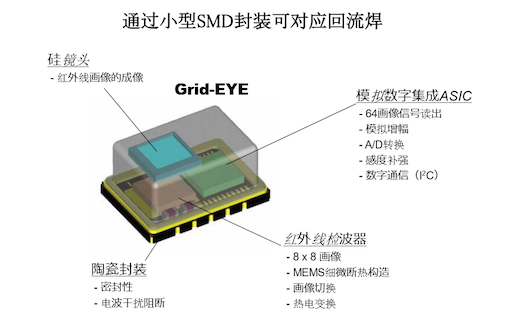 通过小型SMD封装可对应回流焊
硅镜头
- 红外线画像的成像
Grid-EYE
模拟数字集成ASIC
- 64画像信号读出
- 模拟增幅
- A/D转换
- 感度补强
- 数字通信（I²C）
红外线检波器
- 8 x 8 画像
- MEMS细微断热构造
- 画像切换
- 热电变换
陶瓷封装
- 密封性
- 电波干扰阻断